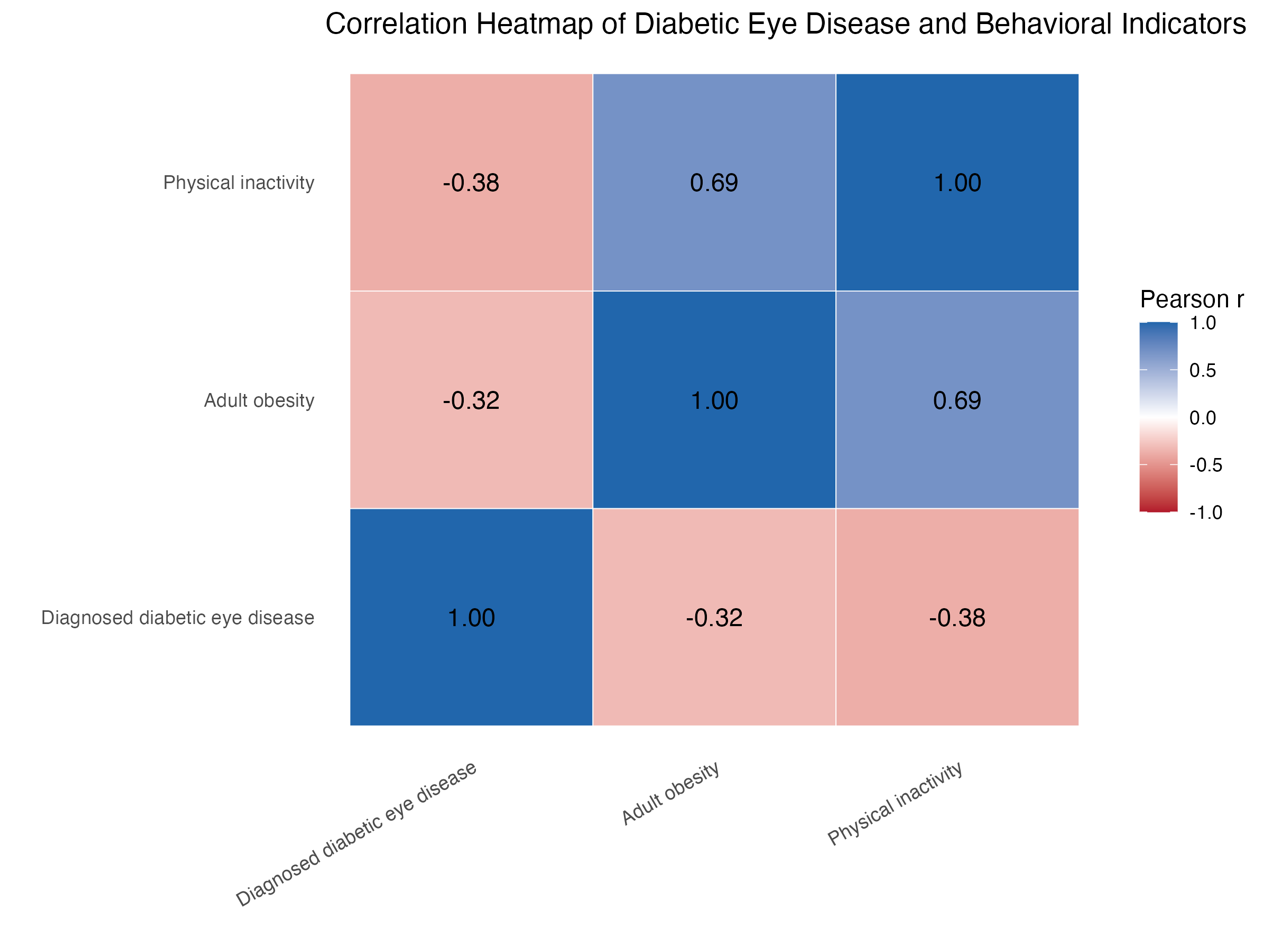 Correlation Heatmap of Diabetic Eye Disease and Behavioral Indicators
Physical inactivity
-0.38
0.69
1.00
Adult obesity
-0.32
1.00
0.69
Diagnosed diabetic eye disease
1.00
-0.32
-0.38
Diagnosed diabetic eye disease
Adult obesity
Physical inactivity
Pearson r
1.0
0.5
0.0
-0.5
-1.0